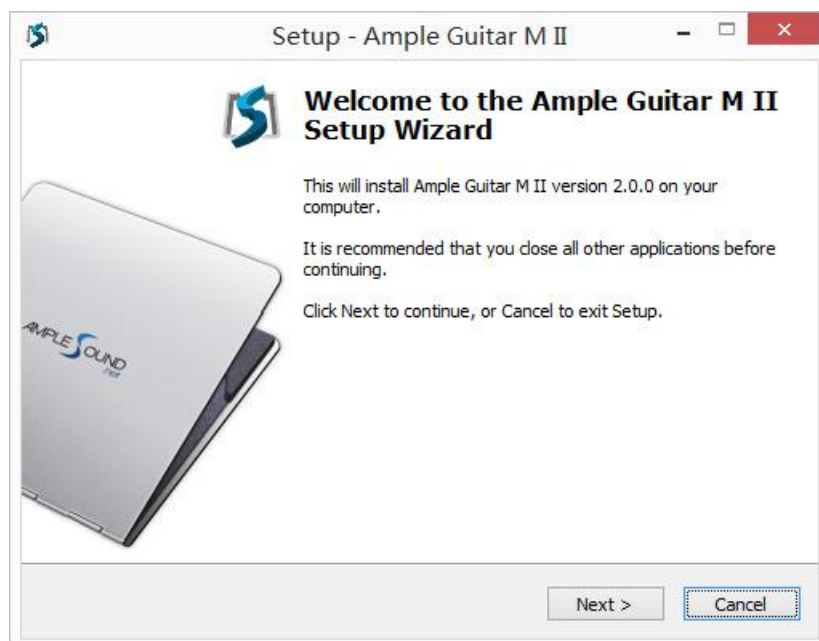 Setup - Ample Guitar M II
Welcome to the Ample Guitar M II
Setup Wizard
This will install Ample Guitar M II version 2.0.0 on your
computer.
It is recommended that you close all other applications before
continuing.
Click Next to continue, or Cancel to exit Setup.
AMPLE SOUND
.net
Next >
Cancel